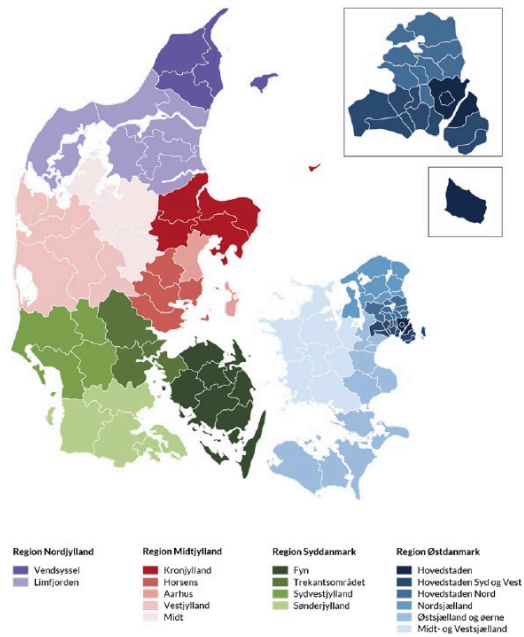 Region Nordjylland
Vendsyssel
Limfjorden
Region Midtjylland
Kronjylland
Horsens
Aarhus
Vestjylland
Midt
Region Syddanmark
Fyn
Trekantsområdet
Sydvestjylland
Sønderjylland
Region Østdanmark
Hovedstaden
Hovedstaden Syd og Vest
Hovedstaden Nord
Nordsjælland
Østsjælland og øerne
Midt- og Vestsjælland